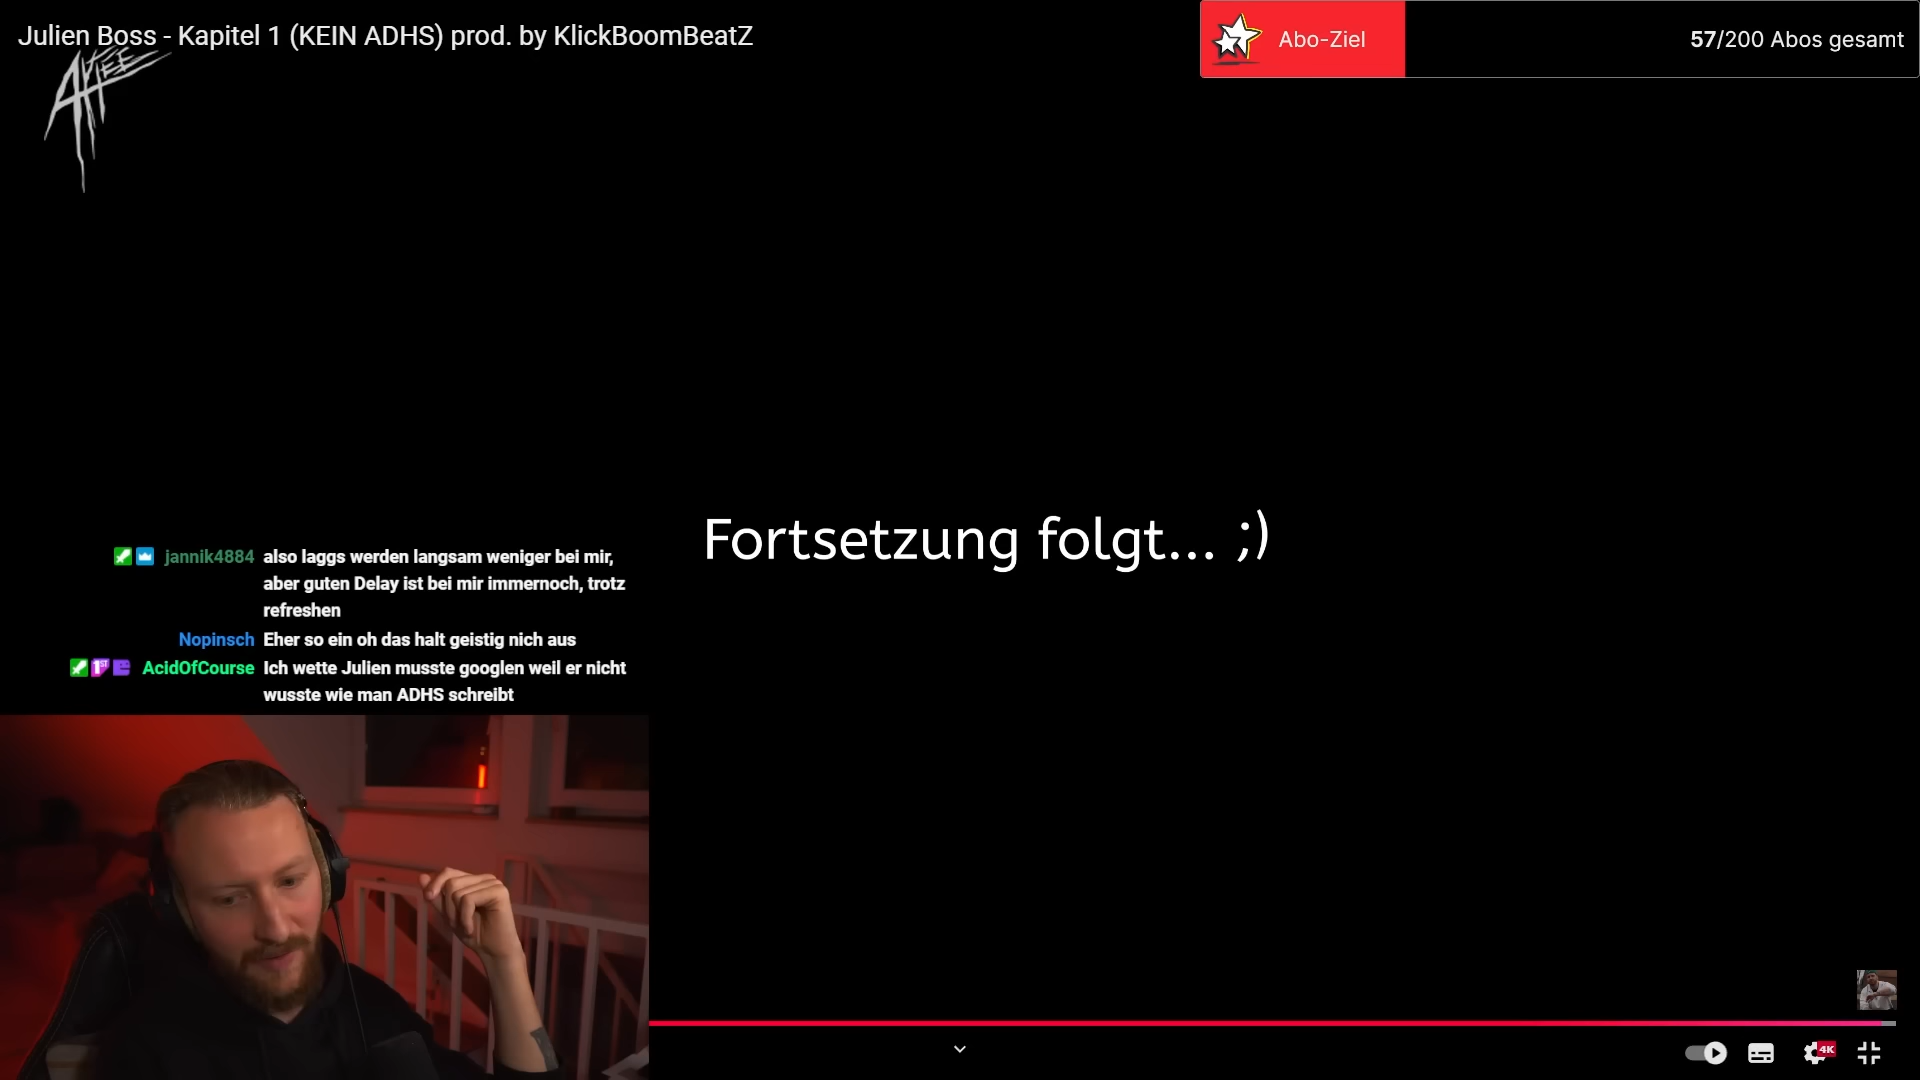 Julien Boss - Kapitel 1 (KEIN ADHS) prod. by KlickBoomBeatZ
Abo-Ziel
57/200 Abos gesamt
Fortsetzung folgt... ;)
jannik4884 also laggs werden langsam weniger bei mir,
aber guten Delay ist bei mir immernoch, trotz
refreshen
Nopinsch Eher so ein oh das halt geistig nich aus
1ST AcidOfCourse Ich wette Julien musste googlen weil er nicht
wusste wie man ADHS schreibt
4K